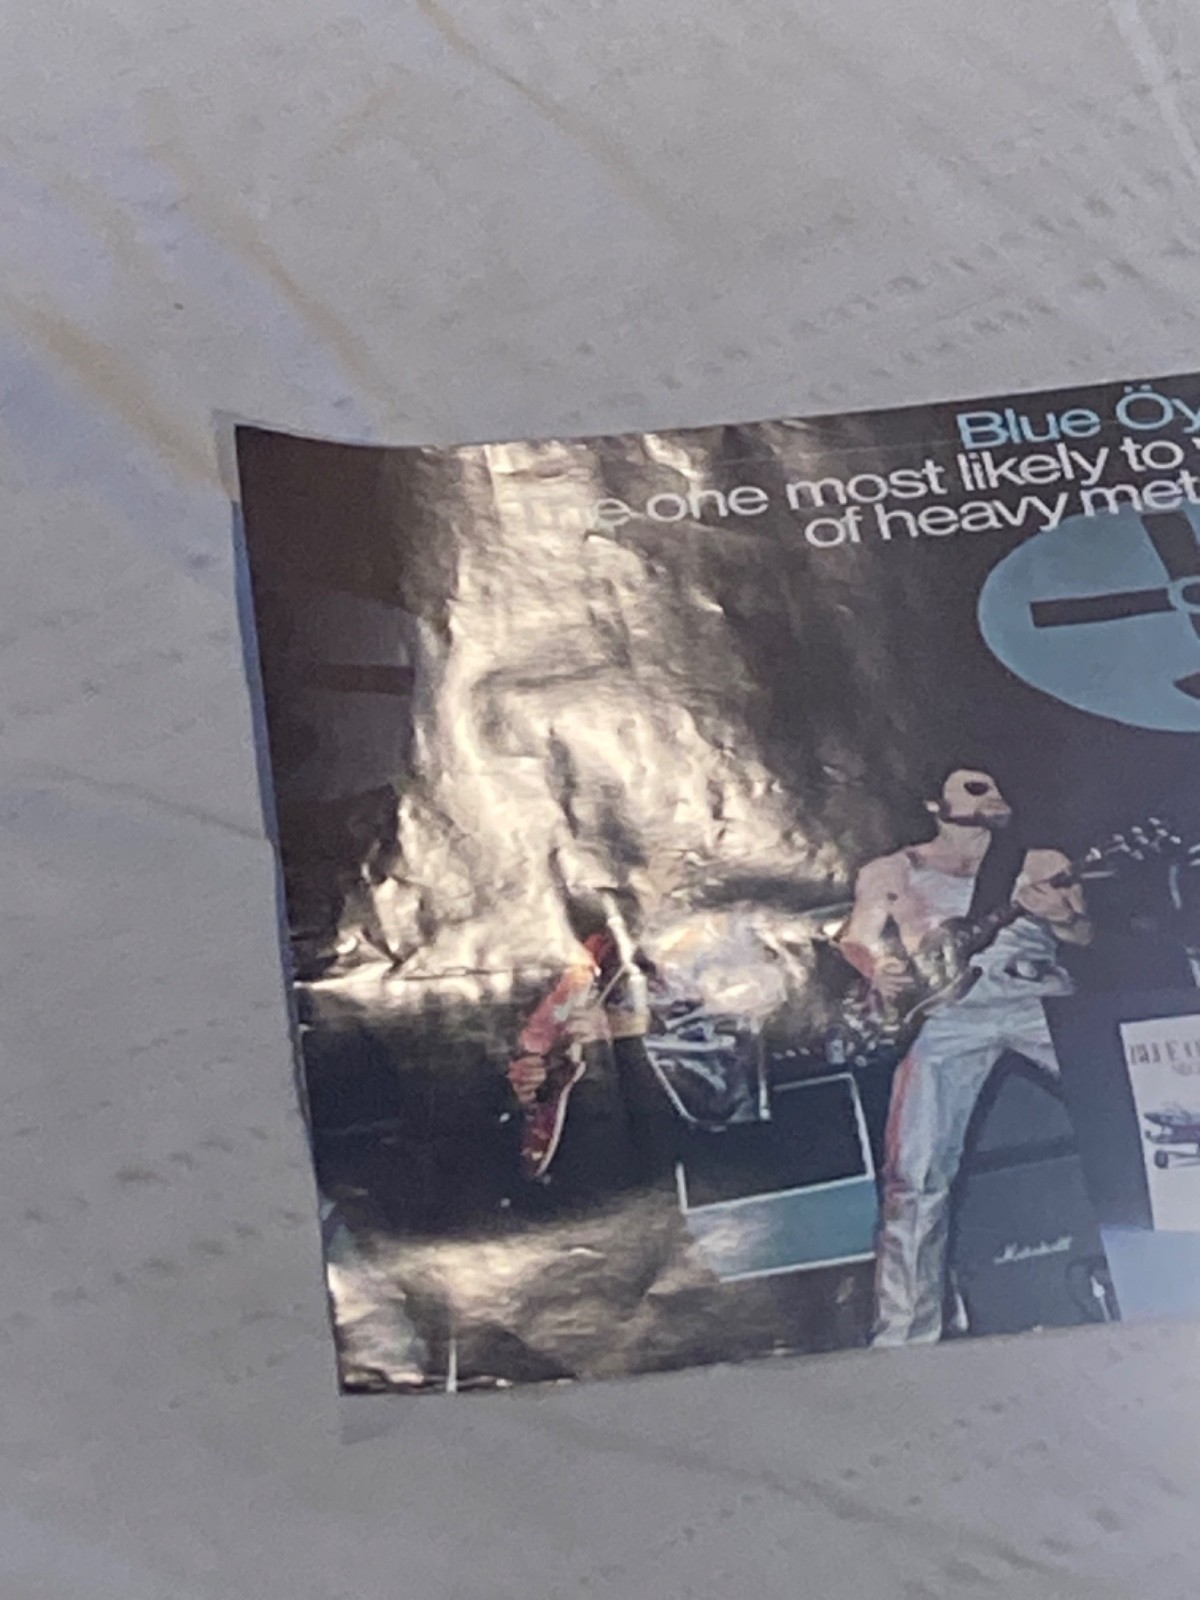 Blue Öy
one most likely to
of heavy met
Marshall